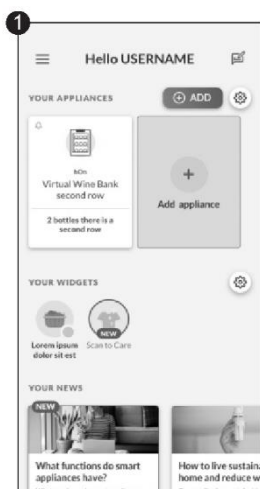 1
Hello USERNAME
YOUR APPLIANCES
ADD
hOn
Virtual Wine Bank
second row
2 bottles there is a
second row
Add appliance
YOUR WIDGETS
NEW
Lorem ipsum
dolor sit est
Scan to Care
YOUR NEWS
NEW
What functions do smart
appliances have?
How to live sustaina
home and reduce w